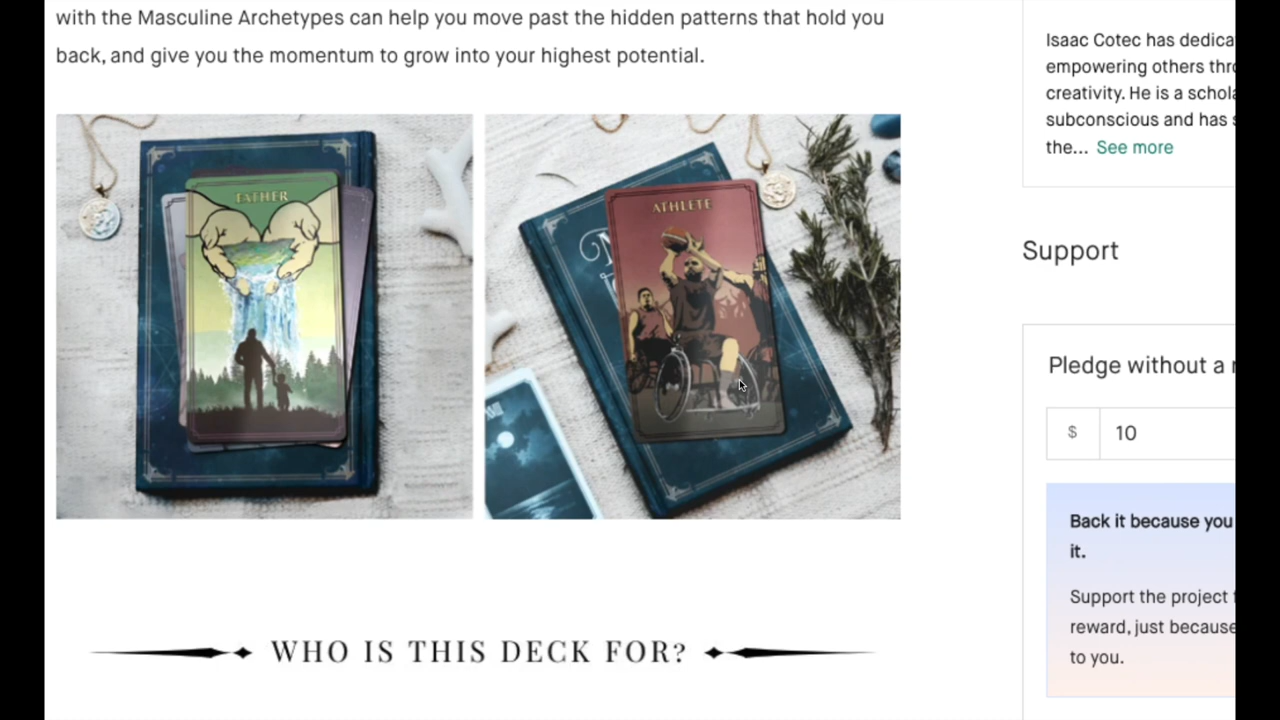 with the Masculine Archetypes can help you move past the hidden patterns that hold you
back, and give you the momentum to grow into your highest potential.
FATHER
ATHLETE
WHO IS THIS DECK FOR?
Isaac Cotec has
empowering others
creativity. He is a
subconscious and has
the... See more
Support
Pledge without a
$ 10
Back it because you
it.
Support the project
reward, just because
to you.